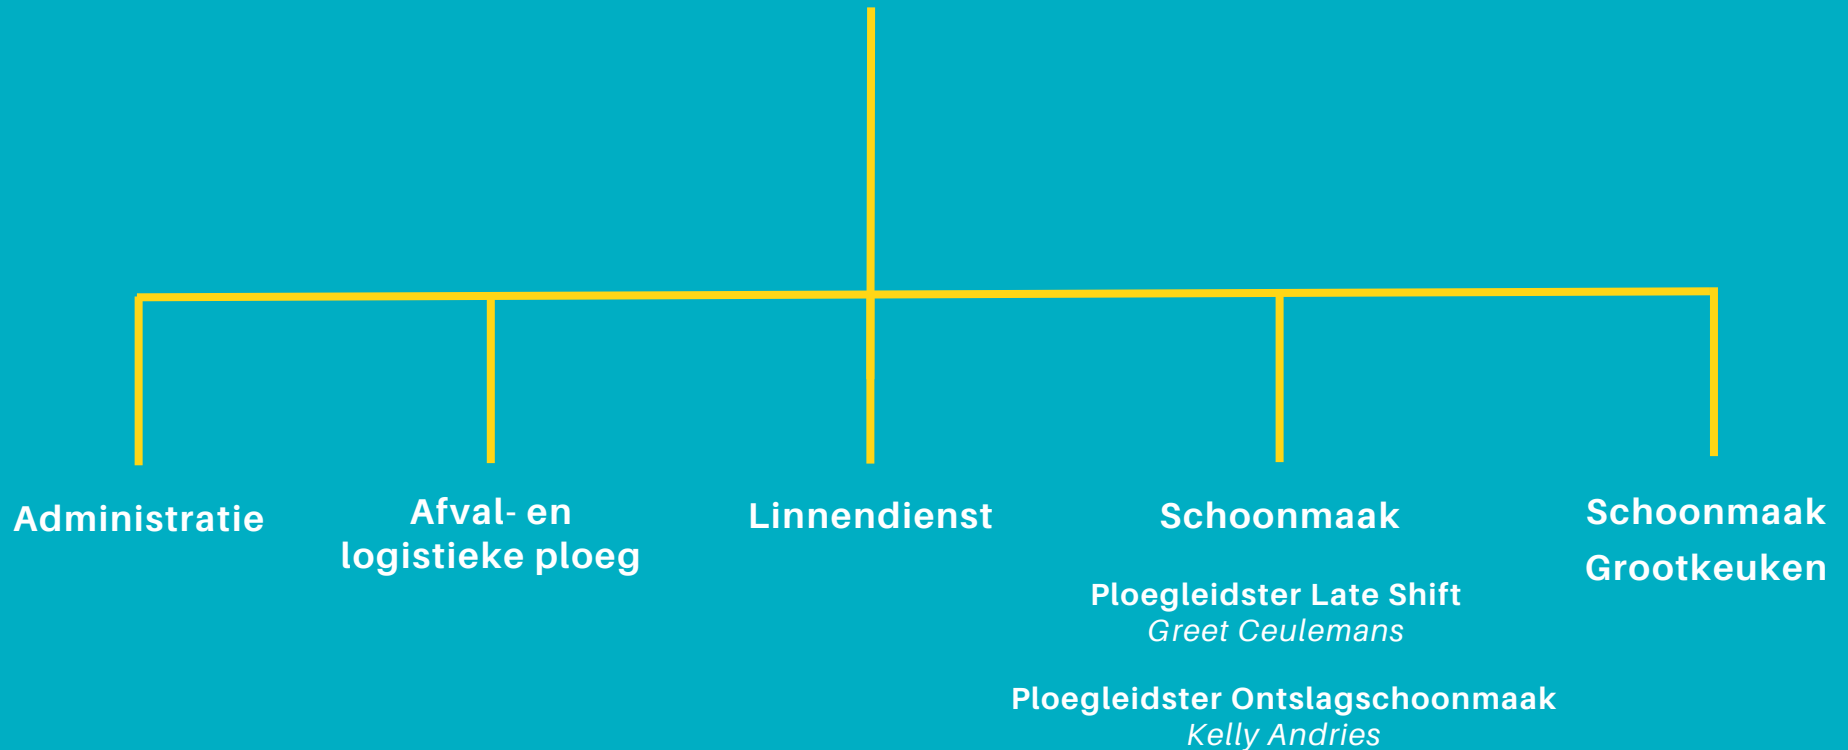 Administratie
Afval- en
logistieke ploeg
Linnendienst
Schoonmaak
Ploegleidster Late Shift
Greet Ceulemans
Ploegleidster Ontslagschoonmaak
Kelly Andries
Schoonmaak
Grootkeuken